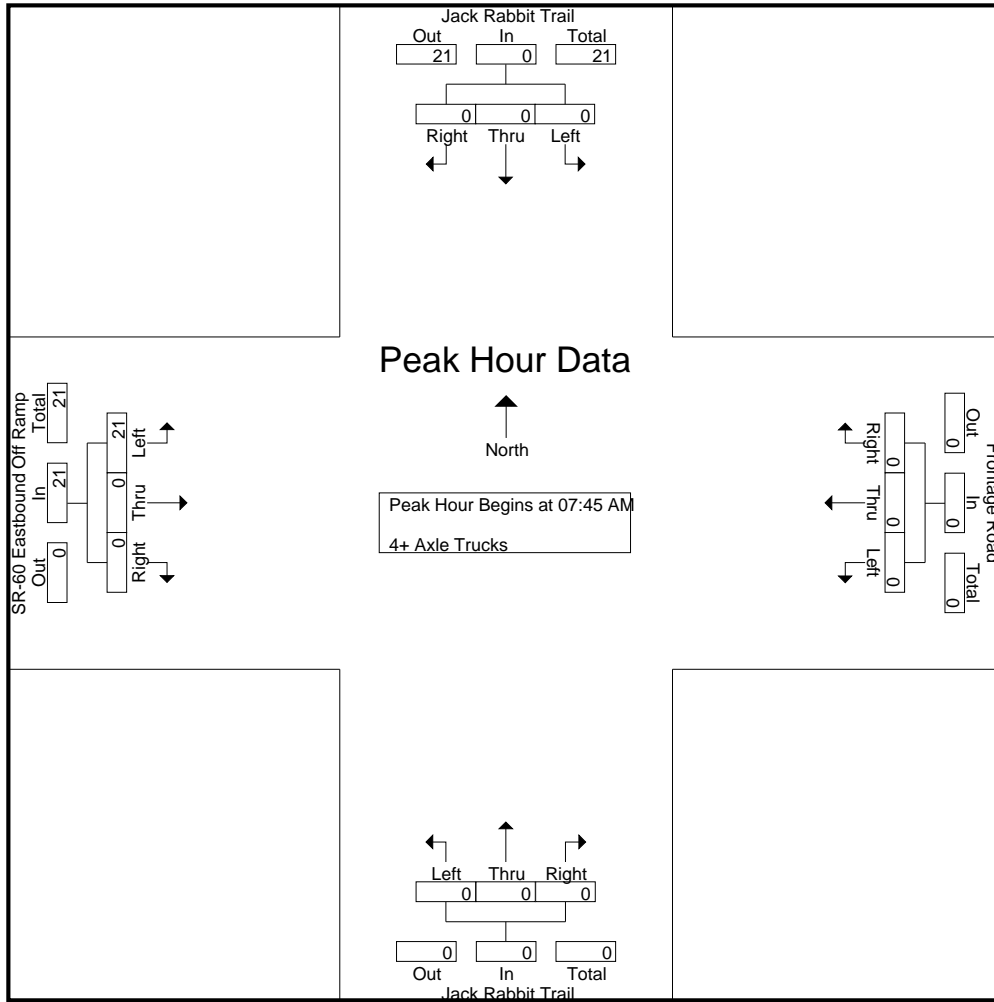 Jack Rabbit Trail
Out In Total
21 0 21
0 0 0
Right Thru Left
Peak Hour Data
North
Peak Hour Begins at 07:45 AM
4+ Axle Trucks
SR-60 Eastbound Off Ramp
Out In Total
0 21 21
Right Thru Left
0 0 21
Frontage Road
Out In Total
0 0 0
Right Thru Left
0 0 0
Left Thru Right
0 0 0
0 0 0
Out In Total
Jack Rabbit Trail